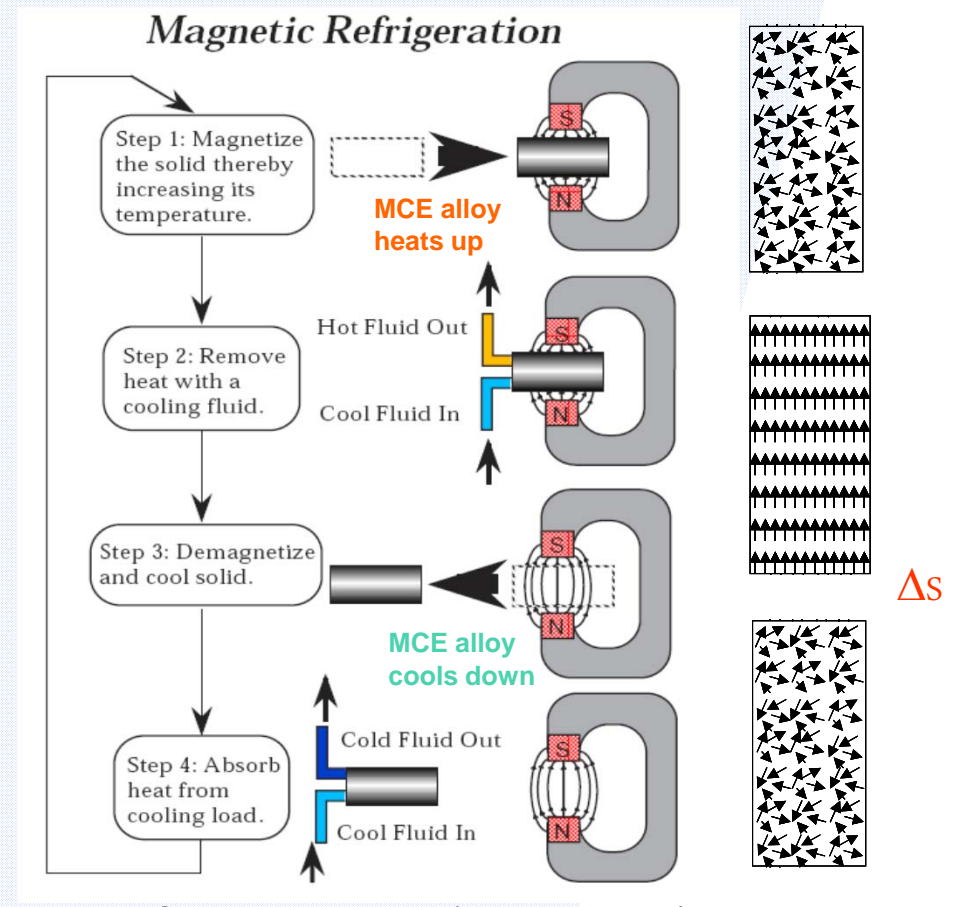 Magnetic Refrigeration
Step 1: Magnetize
the solid thereby
increasing its
temperature.
S
N
MCE alloy
heats up
Step 2: Remove
heat with a
cooling fluid.
Hot Fluid Out
Cool Fluid In
S
N
Step 3: Demagnetize
and cool solid.
S
N
MCE alloy
cools down
Δs
Step 4: Absorb
heat from
cooling load.
Cold Fluid Out
Cool Fluid In
S
N